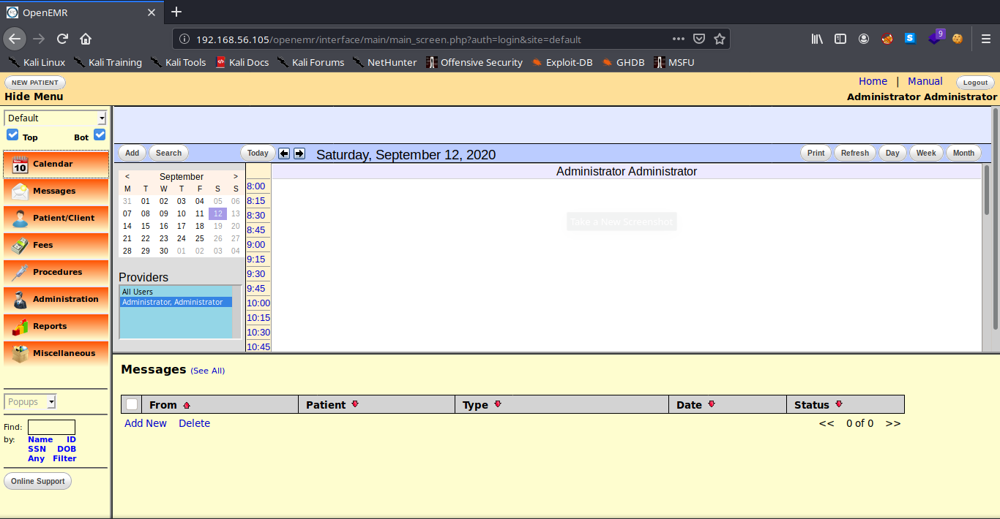 OpenEMR
192.168.56.105/openemr/interface/main/main_screen.php?auth=login&site=default
9
Kali Linux Kali Training Kali Tools Kali Docs Kali Forums NetHunter Offensive Security Exploit-DB GHDB MSFU
NEW PATIENT
Hide Menu
Home | Manual Logout
Administrator Administrator
Default
Top Bot
Calendar
Messages
Patient/Client
Fees
Procedures
Administration
Reports
Miscellaneous
Popups
Find:
by: Name ID
SSN DOB
Any Filter
Online Support
Add Search Today Saturday, September 12, 2020 Print Refresh Day Week Month
< September >
M T W T F S S
31 01 02 03 04 05 06
07 08 09 10 11 12 13
14 15 16 17 18 19 20
21 22 23 24 25 26 27
28 29 30 01 02 03 04
Providers
All Users
Administrator, Administrator
Administrator Administrator
8:00
8:15
8:30
8:45
9:00
9:15
9:30
9:45
10:00
10:15
10:30
10:45
Take a New Screenshot
Messages (See All)
From Patient Type Date Status
Add New Delete << 0 of 0 >>